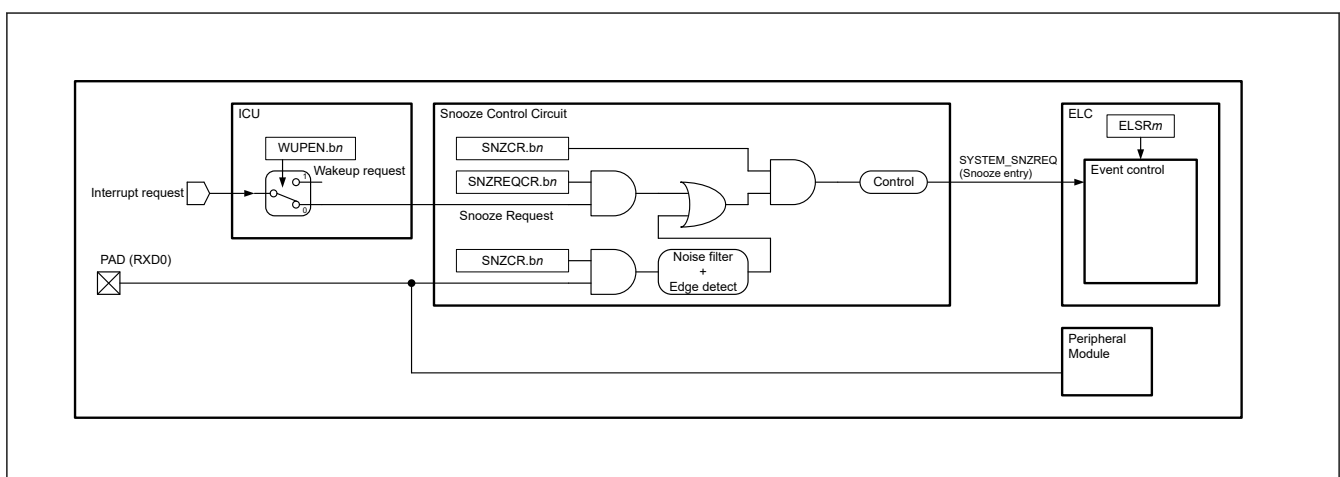 ICU
WUPEN.bn
1
Wakeup request
0
Interrupt request
PAD (RXD0)
Snooze Control Circuit
SNZCR.bn
SNZREQCR.bn
Snooze Request
SNZCR.bn
Noise filter
+
Edge detect
Control
SYSTEM_SNZREQ
(Snooze entry)
ELC
ELSRm
Event control
Peripheral
Module